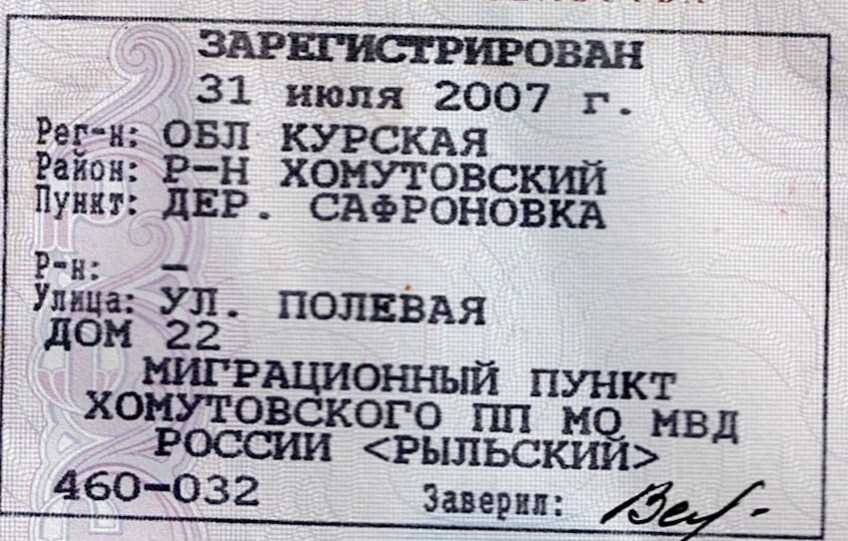 ЗАРЕГИСТРИРОВАН
31 июля 2007 г.
Рег-н: ОБЛ КУРСКАЯ
Район: Р-Н ХОМУТОВСКИЙ
Пункт: ДЕР. САФРОНОВКА
Р-н: -
Улица: УЛ. ПОЛЕВАЯ
ДОМ 22
МИГРАЦИОННЫЙ ПУНКТ
ХОМУТОВСКОГО ПП МО МВД
РОССИИ <РЫЛЬСКИЙ>
460-032 Заверил: